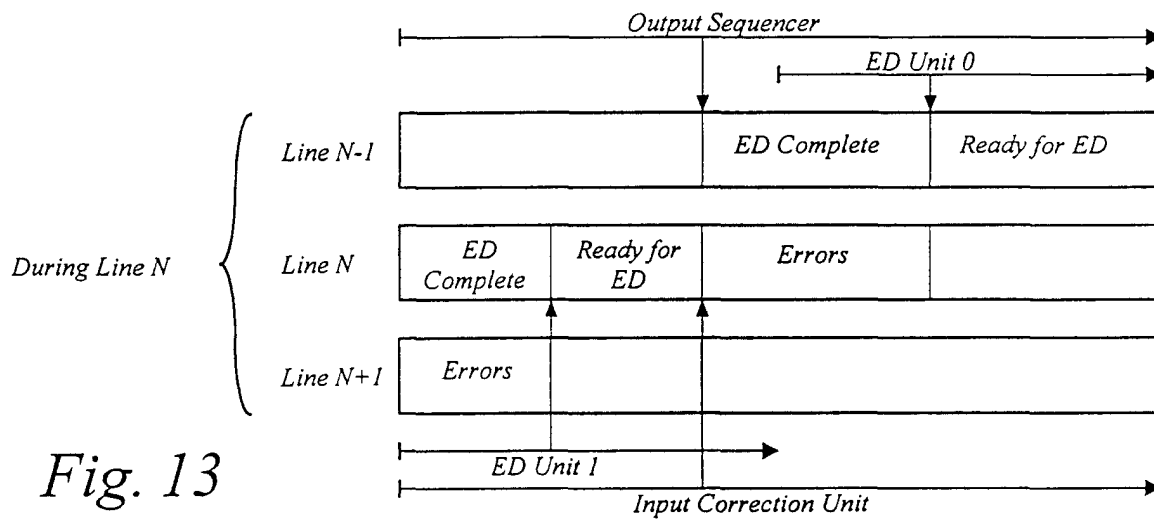 Output Sequencer
ED Unit 0
Line N-1
ED Complete
Ready for ED
During Line N
Line N
ED
Complete
Ready for
ED
Errors
Line N+1
Errors
ED Unit 1
Input Correction Unit
Fig. 13